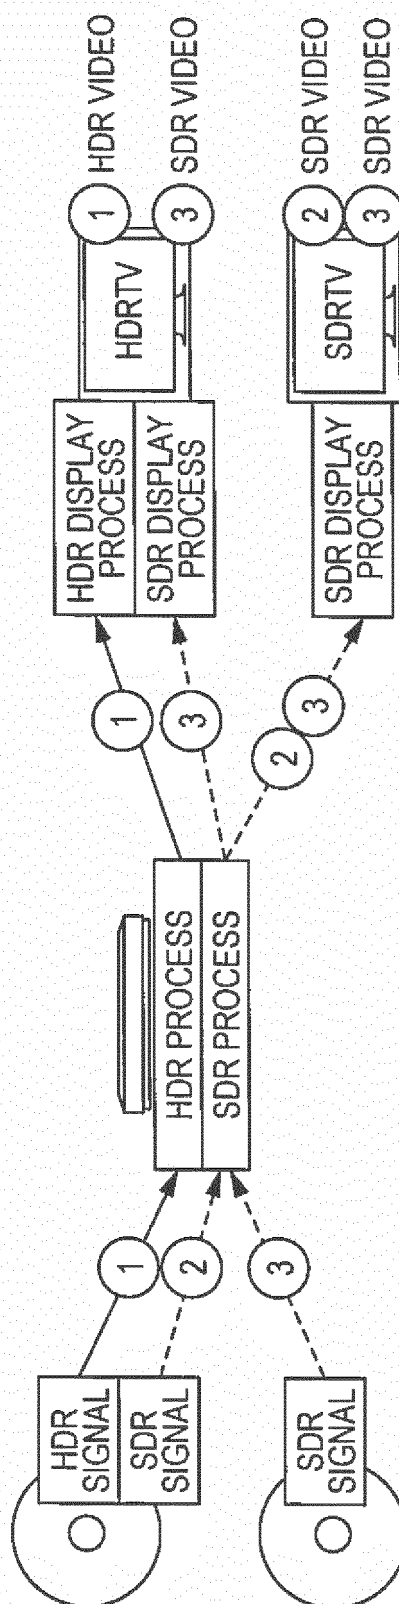 HDR
SIGNAL
SDR
SIGNAL
SDR
SIGNAL
1
2
3
HDR PROCESS
SDR PROCESS
1
3
2
3
HDR DISPLAY
PROCESS
SDR DISPLAY
PROCESS
SDR DISPLAY
PROCESS
HDRTV
SDRTV
1
HDR VIDEO
3
SDR VIDEO
2
SDR VIDEO
3
SDR VIDEO